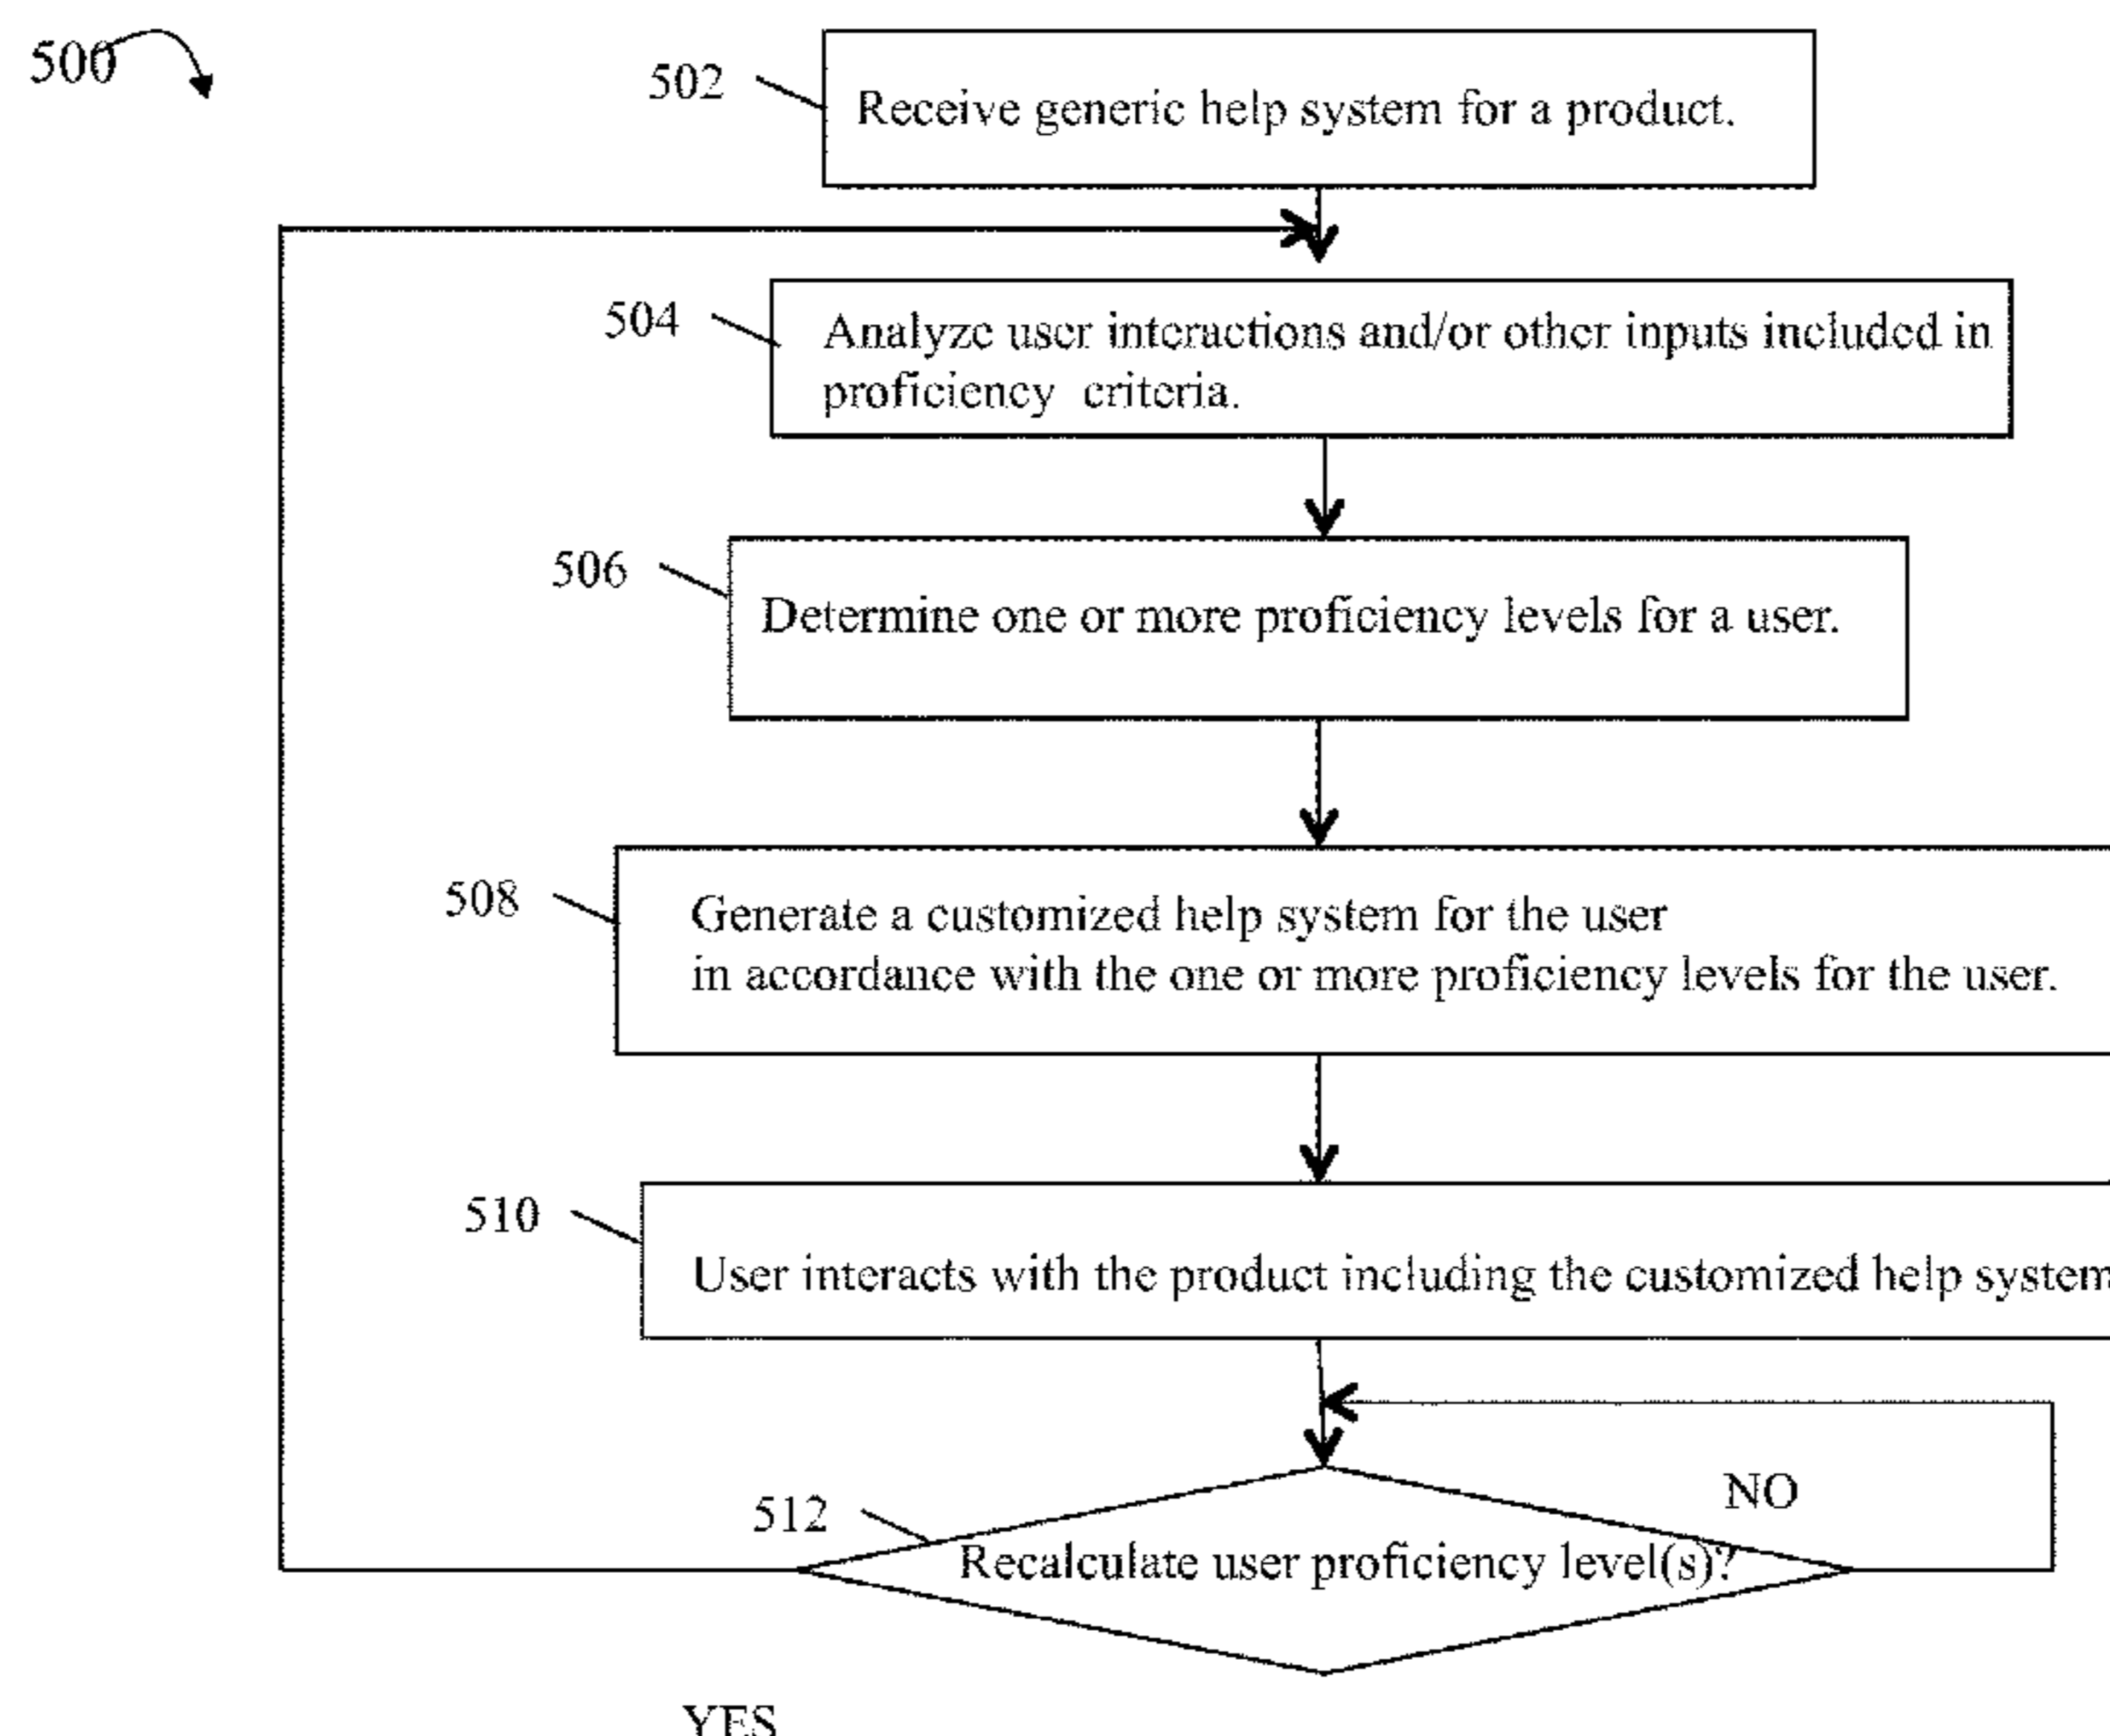 500
502
Receive generic help system for a product.
504
Analyze user interactions and/or other inputs included in
proficiency criteria.
506
Determine one or more proficiency levels for a user.
508
Generate a customized help system for the user
in accordance with the one or more proficiency levels for the user.
510
User interacts with the product including the customized help system
NO
512
Recalculate user proficiency level(s)?
YES